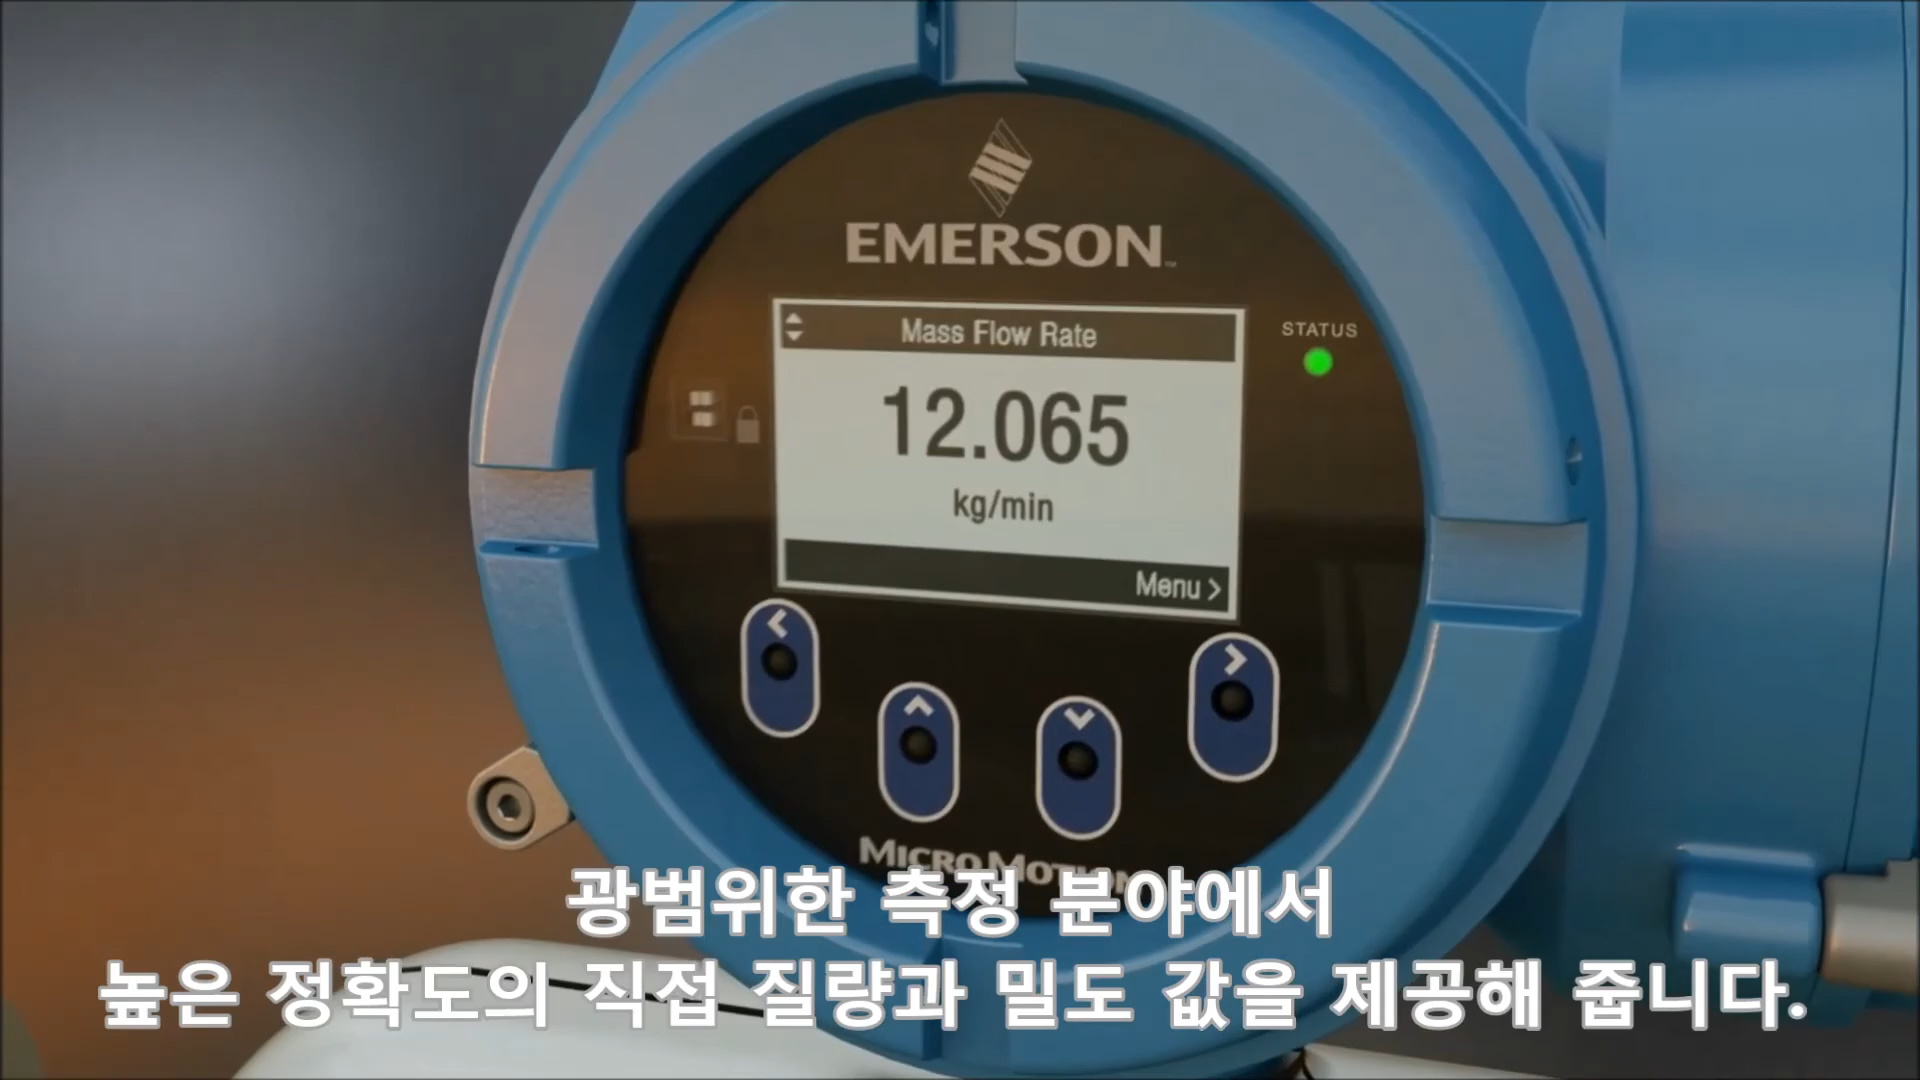 EMERSON
Mass Flow Rate
STATUS
12.065
kg/min
Menu >
MICRO MOTION
광범위한 측정 분야에서
높은 정확도의 직접 질량과 밀도 값을 제공해 줍니다.